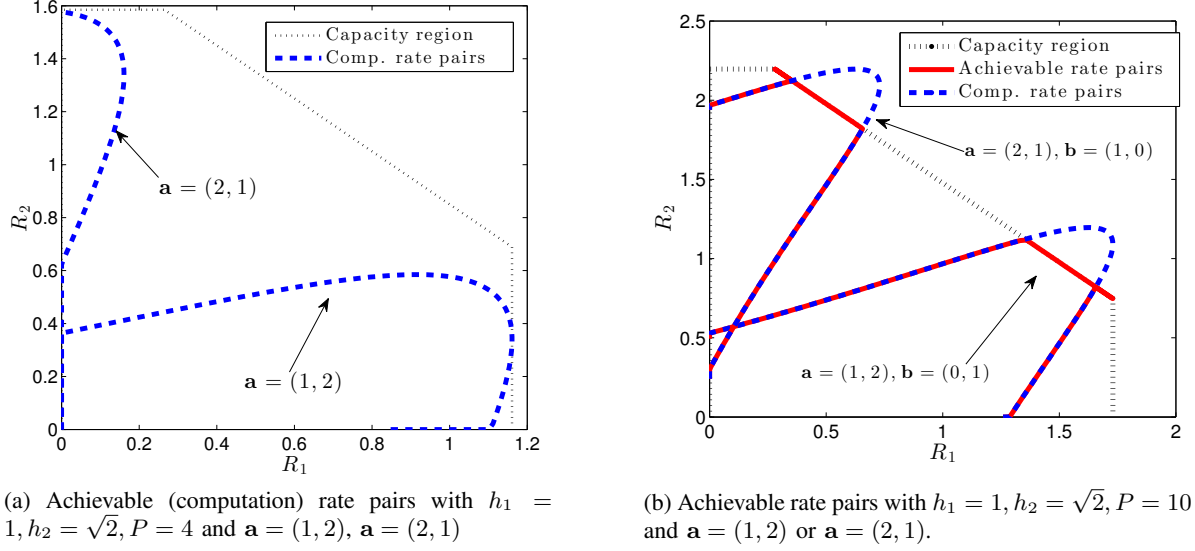 1.6
1.4
1.2
1
0.8
0.6
0.4
0.2
0
R₂
Capacity region
Comp. rate pairs
a = (2, 1)
a = (1, 2)
0 0.2 0.4 0.6 0.8 1 1.2
R₁
(a) Achievable (computation) rate pairs with h₁ =
1, h₂ = √2, P = 4 and a = (1, 2), a = (2, 1)
2.5
2
1.5
1
0.5
0
R₂
Capacity region
Achievable rate pairs
Comp. rate pairs
a = (2, 1), b = (1, 0)
a = (1, 2), b = (0, 1)
0 0.5 1 1.5 2
R₁
(b) Achievable rate pairs with h₁ = 1, h₂ = √2, P = 10
and a = (1, 2) or a = (2, 1).